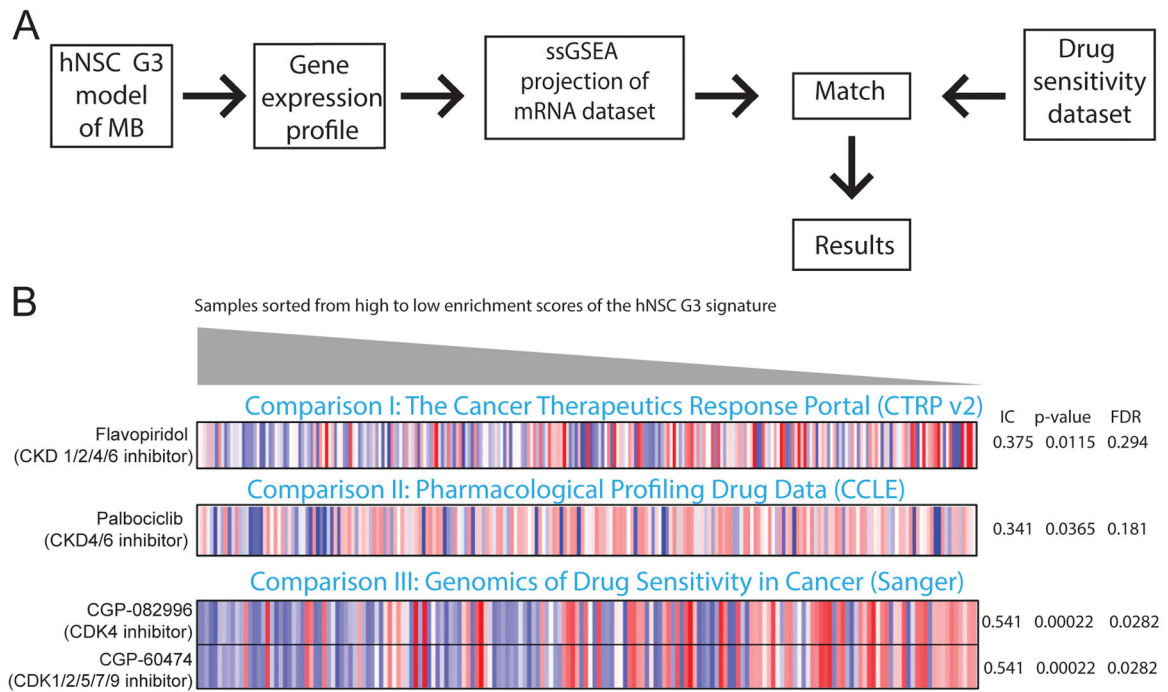 A
hNSC G3
model
of MB
Gene
expression
profile
ssGSEA
projection of
mRNA dataset
Match
Drug
sensitivity
dataset
Results
B
Samples sorted from high to low enrichment scores of the hNSC G3 signature
Comparison I: The Cancer Therapeutics Response Portal (CTRP v2)
IC p-value FDR
Flavopiridol
(CKD 1/2/4/6 inhibitor)
0.375 0.0115 0.294
Comparison II: Pharmacological Profiling Drug Data (CCLE)
Palbociclib
(CKD4/6 inhibitor)
0.341 0.0365 0.181
Comparison III: Genomics of Drug Sensitivity in Cancer (Sanger)
CGP-082996
(CDK4 inhibitor)
0.541 0.00022 0.0282
CGP-60474
(CDK1/2/5/7/9 inhibitor)
0.541 0.00022 0.0282